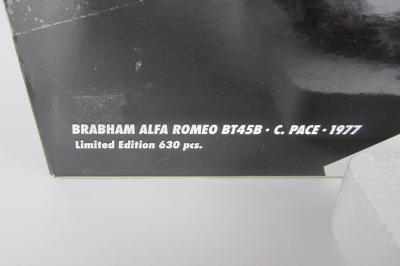 BRABHAM ALFA ROMEO BT45B • C. PACE • 1977
Limited Edition 630 pcs.